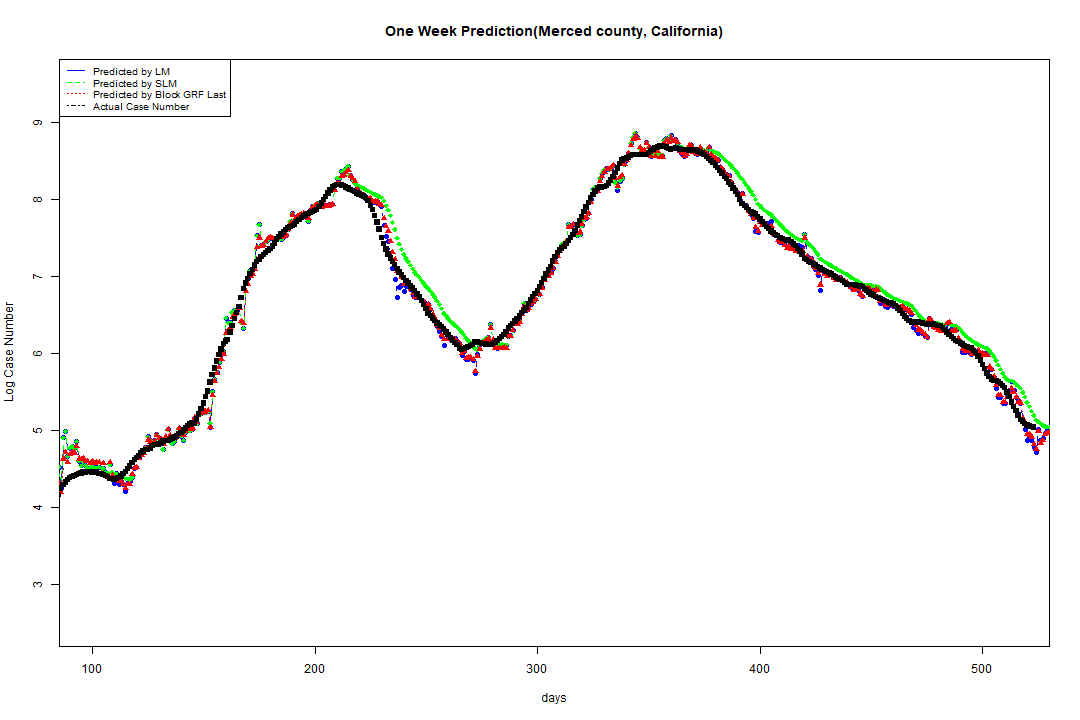 One Week Prediction(Merced county, California)
Predicted by LM
Predicted by SLM
Predicted by Block GRF Last
Actual Case Number
9
8
7
6
5
4
3
Log Case Number
100 200 300 400 500
days